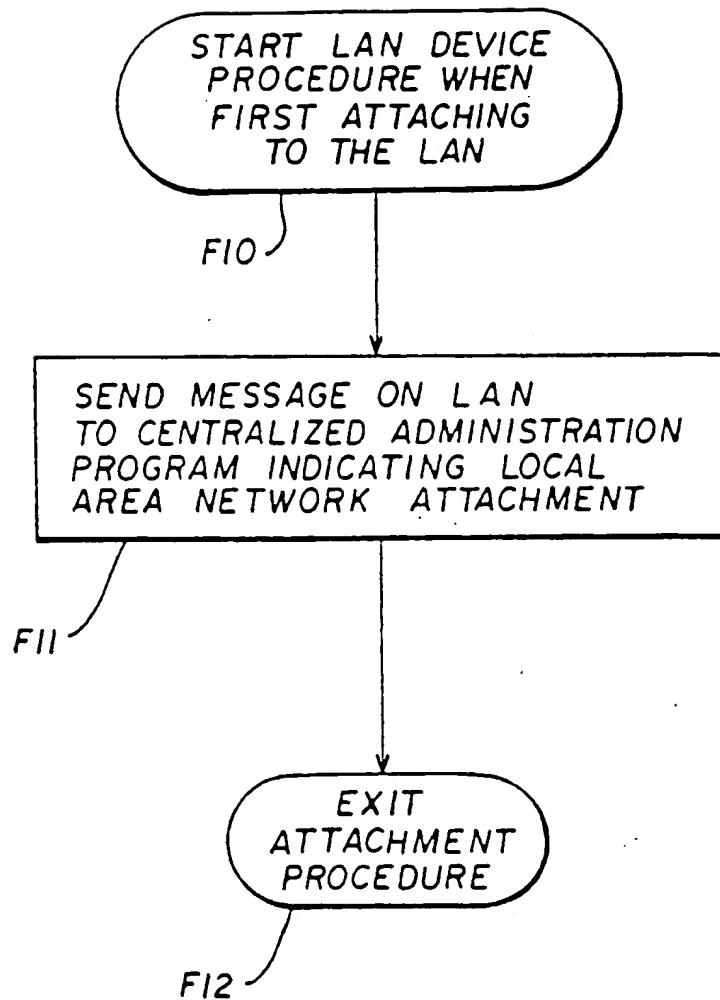 START LAN DEVICE
PROCEDURE WHEN
FIRST ATTACHING
TO THE LAN
F10
SEND MESSAGE ON LAN
TO CENTRALIZED ADMINISTRATION
PROGRAM INDICATING LOCAL
AREA NETWORK ATTACHMENT
F11
EXIT
ATTACHMENT
PROCEDURE
F12